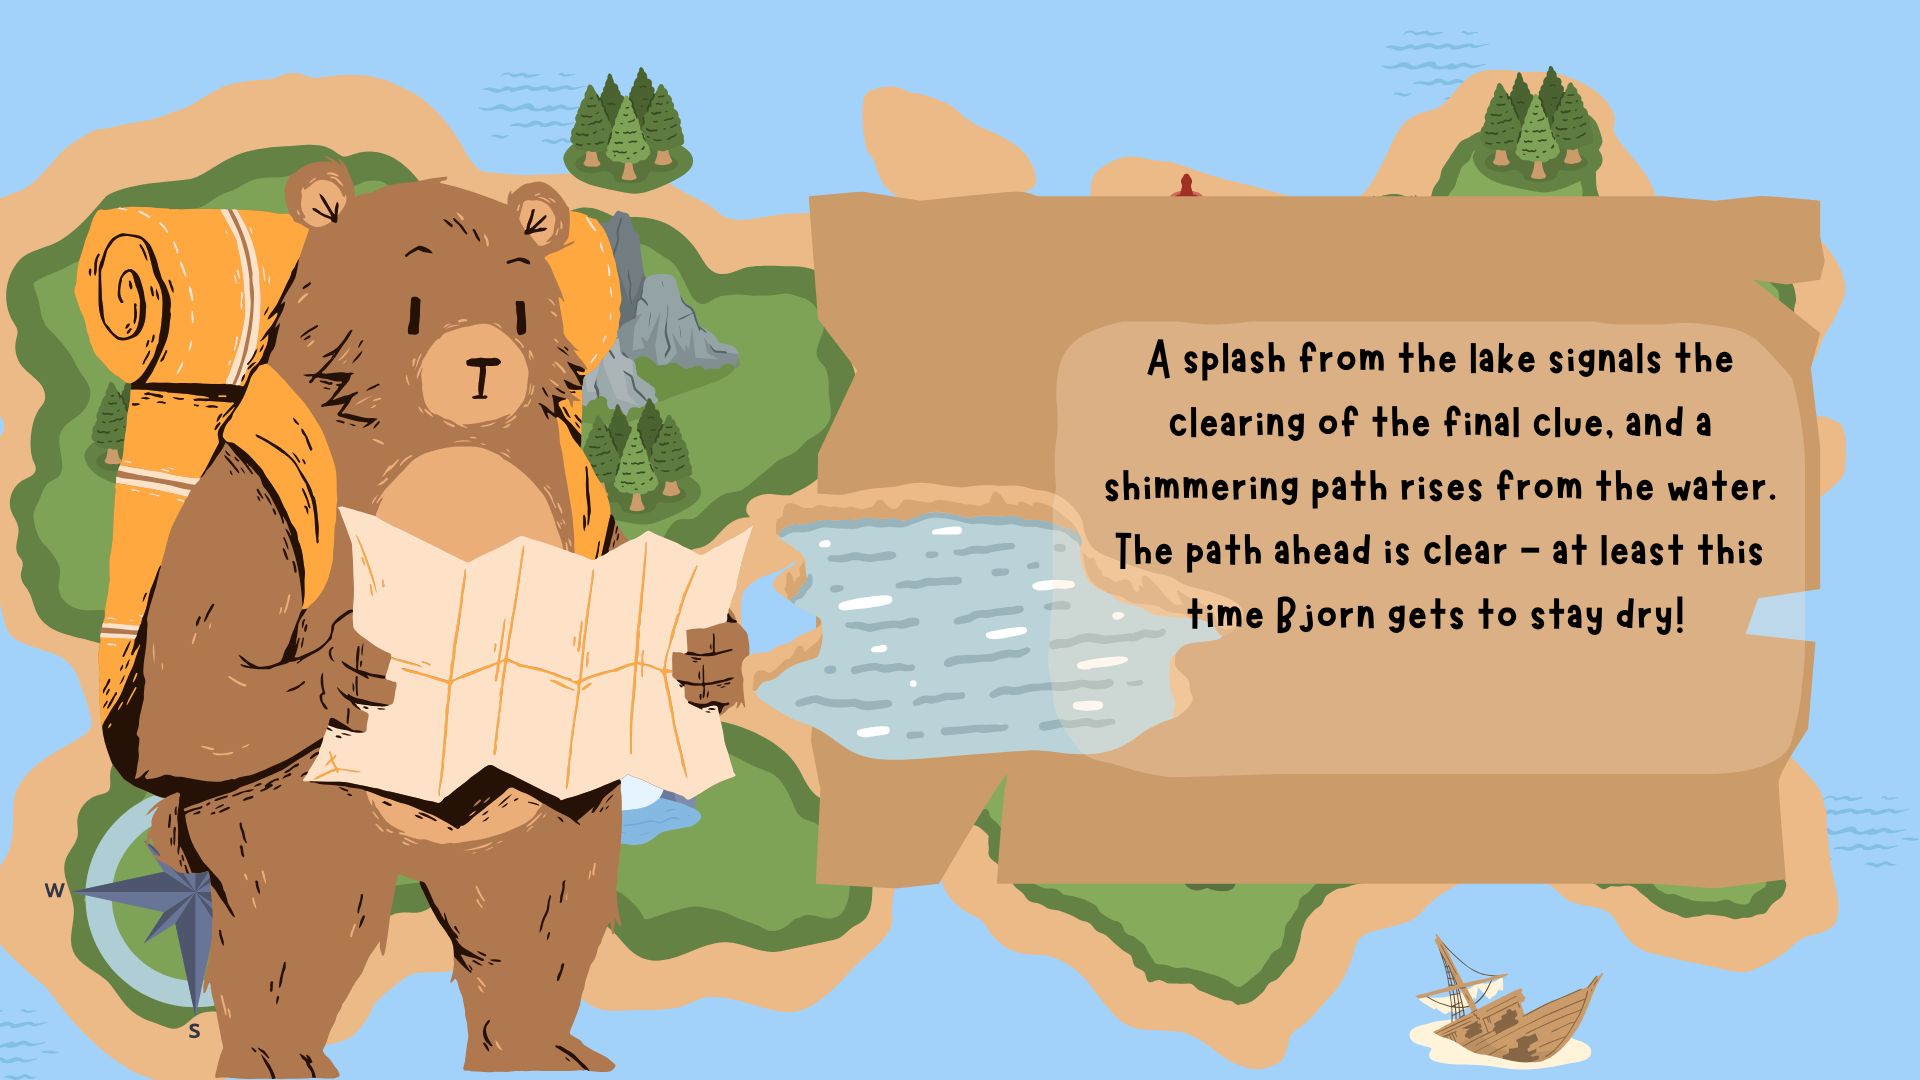 A splash from the lake signals the
clearing of the final clue, and a
shimmering path rises from the water.
The path ahead is clear – at least this
time Bjorn gets to stay dry!
W
S